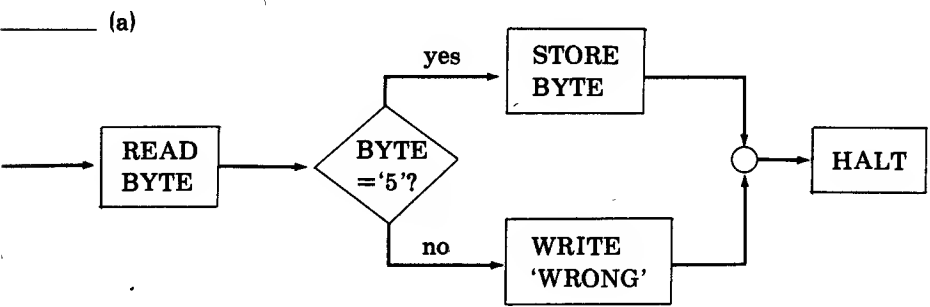 (a)
yes
STORE
BYTE
READ
BYTE
BYTE
='5'?
HALT
no
WRITE
'WRONG'